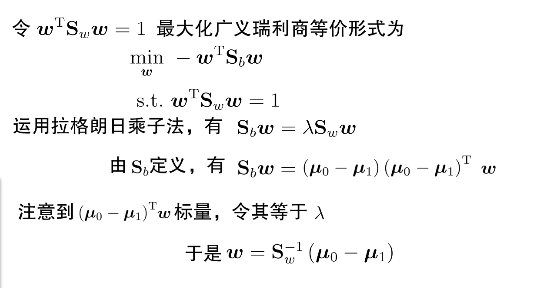 令 $\boldsymbol{w}^{\mathrm{T}}\mathbf{S}_w\boldsymbol{w} = 1$ 最大化广义瑞利商等价形式为
$\min_{\boldsymbol{w}} \ -\boldsymbol{w}^{\mathrm{T}}\mathbf{S}_b\boldsymbol{w}$
$\text{s.t. } \boldsymbol{w}^{\mathrm{T}}\mathbf{S}_w\boldsymbol{w} = 1$
运用拉格朗日乘子法，有 $\mathbf{S}_b\boldsymbol{w} = \lambda\mathbf{S}_w\boldsymbol{w}$
由 $\mathbf{S}_b$定义，有 $\mathbf{S}_b\boldsymbol{w} = (\boldsymbol{\mu}_0 - \boldsymbol{\mu}_1)(\boldsymbol{\mu}_0 - \boldsymbol{\mu}_1)^{\mathrm{T}} \ \boldsymbol{w}$
注意到 $(\boldsymbol{\mu}_0 - \boldsymbol{\mu}_1)^{\mathrm{T}}\boldsymbol{w}$ 标量，令其等于 $\lambda$
于是 $\boldsymbol{w} = \mathbf{S}_w^{-1}(\boldsymbol{\mu}_0 - \boldsymbol{\mu}_1)$